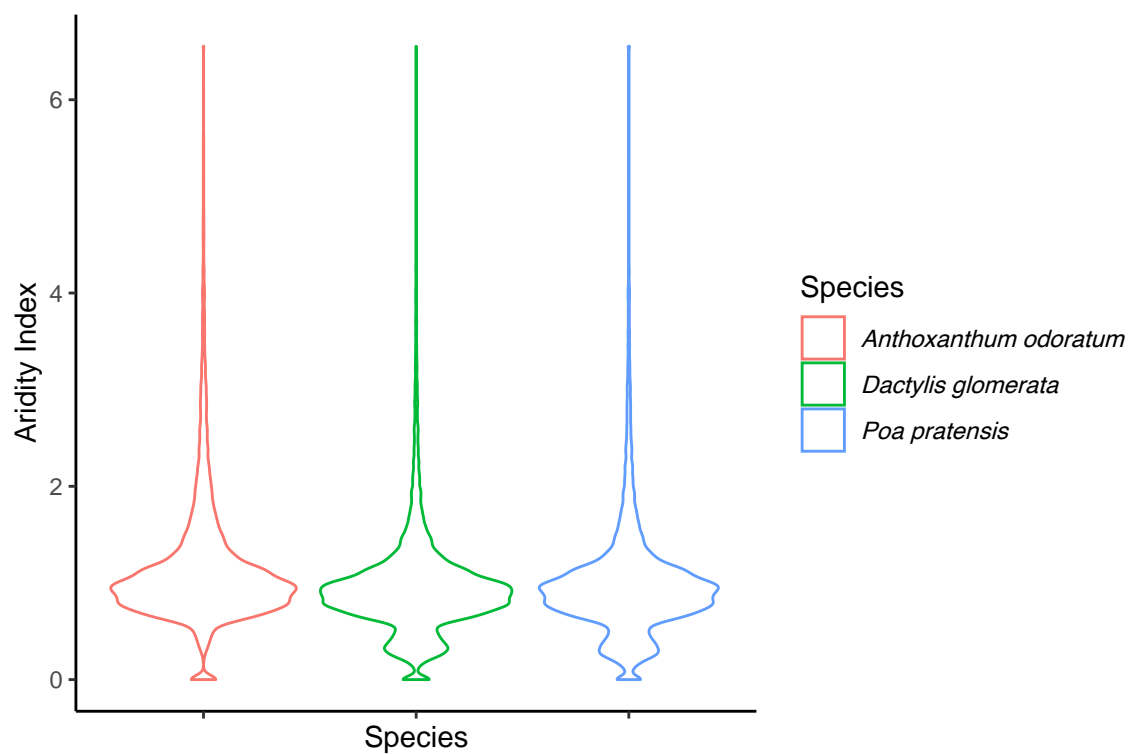 6
4
2
0
Aridity Index
Species
Species
Anthoxanthum odoratum
Dactylis glomerata
Poa pratensis